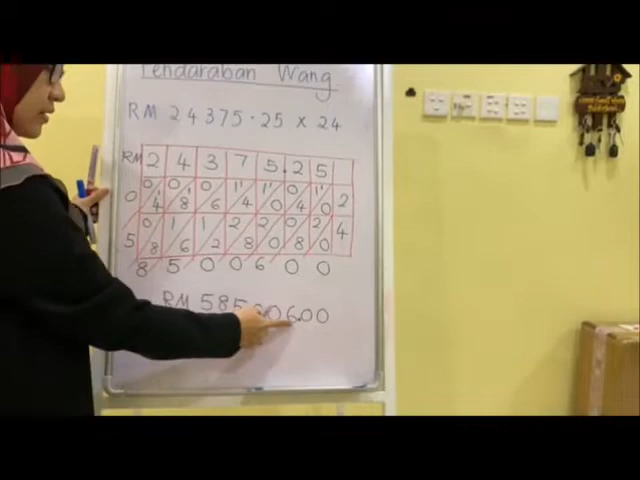 Pendaraban Wang
RM 24375.25 x 24
RM 2 4 3 7 5 . 2 5
0 0 4 0 8 0 6 1 4 1 0 0 4 1 0 2
5 0 8 1 6 1 2 2 8 2 0 0 8 2 0 4
8 5 0 0 6 0 0
RM 585006.00